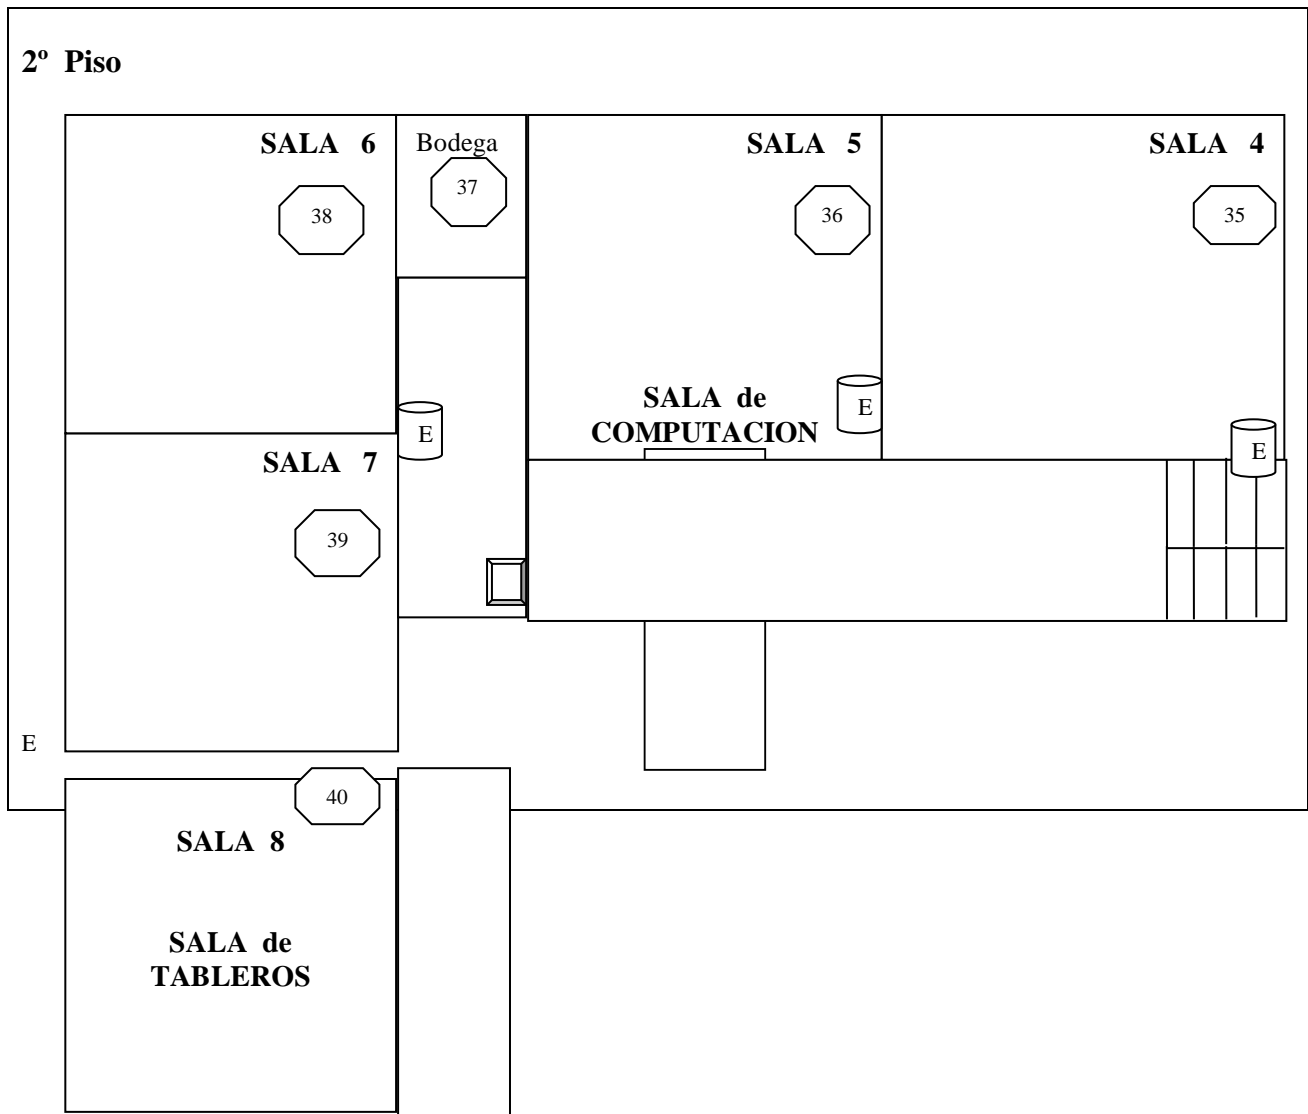 2º Piso
SALA 6
Bodega
SALA 5
SALA 4
38
37
36
35
SALA de
COMPUTACION
E
E
E
SALA 7
39
E
40
SALA 8
SALA de
TABLEROS